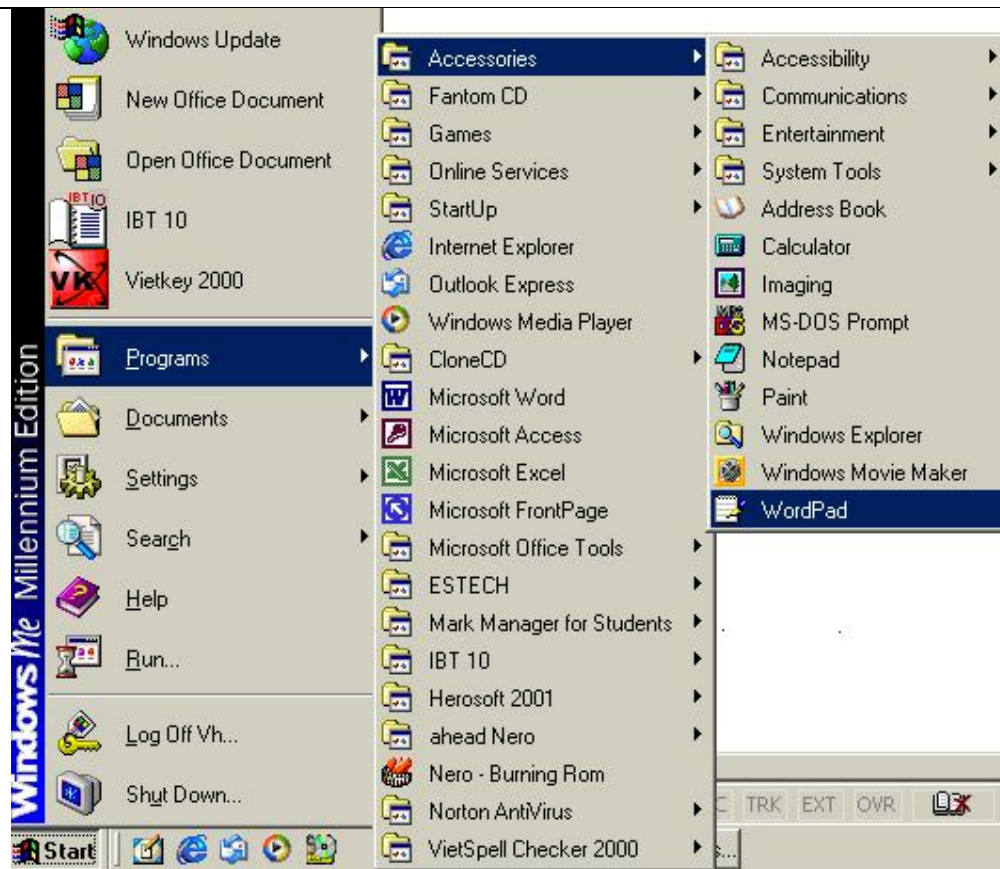 Windows Me Millennium Edition
Windows Update
New Office Document
Open Office Document
IBT 10
IBT 10
VK
Vietkey 2000
Programs
Documents
Settings
Search
Help
Run...
Log Off Vh...
Shut Down...
Start
Accessories
Fantom CD
Games
Online Services
StartUp
Internet Explorer
Outlook Express
Windows Media Player
CloneCD
Microsoft Word
Microsoft Access
Microsoft Excel
Microsoft FrontPage
Microsoft Office Tools
ESTECH
Mark Manager for Students
IBT 10
Herosoft 2001
ahead Nero
Nero - Burning Rom
Norton AntiVirus
VietSpell Checker 2000
Accessibility
Communications
Entertainment
System Tools
Address Book
Calculator
Imaging
MS-DOS Prompt
Notepad
Paint
Windows Explorer
Windows Movie Maker
WordPad
TRK EXT OVR